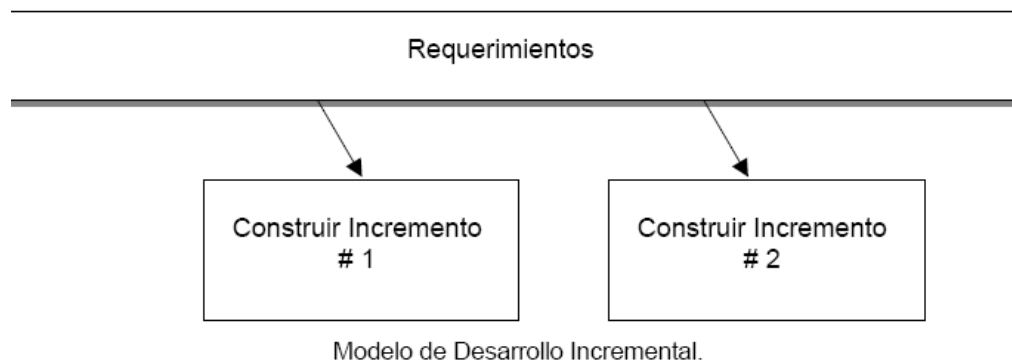 Requerimientos
Construir Incremento
# 1
Construir Incremento
# 2
Modelo de Desarrollo Incremental.